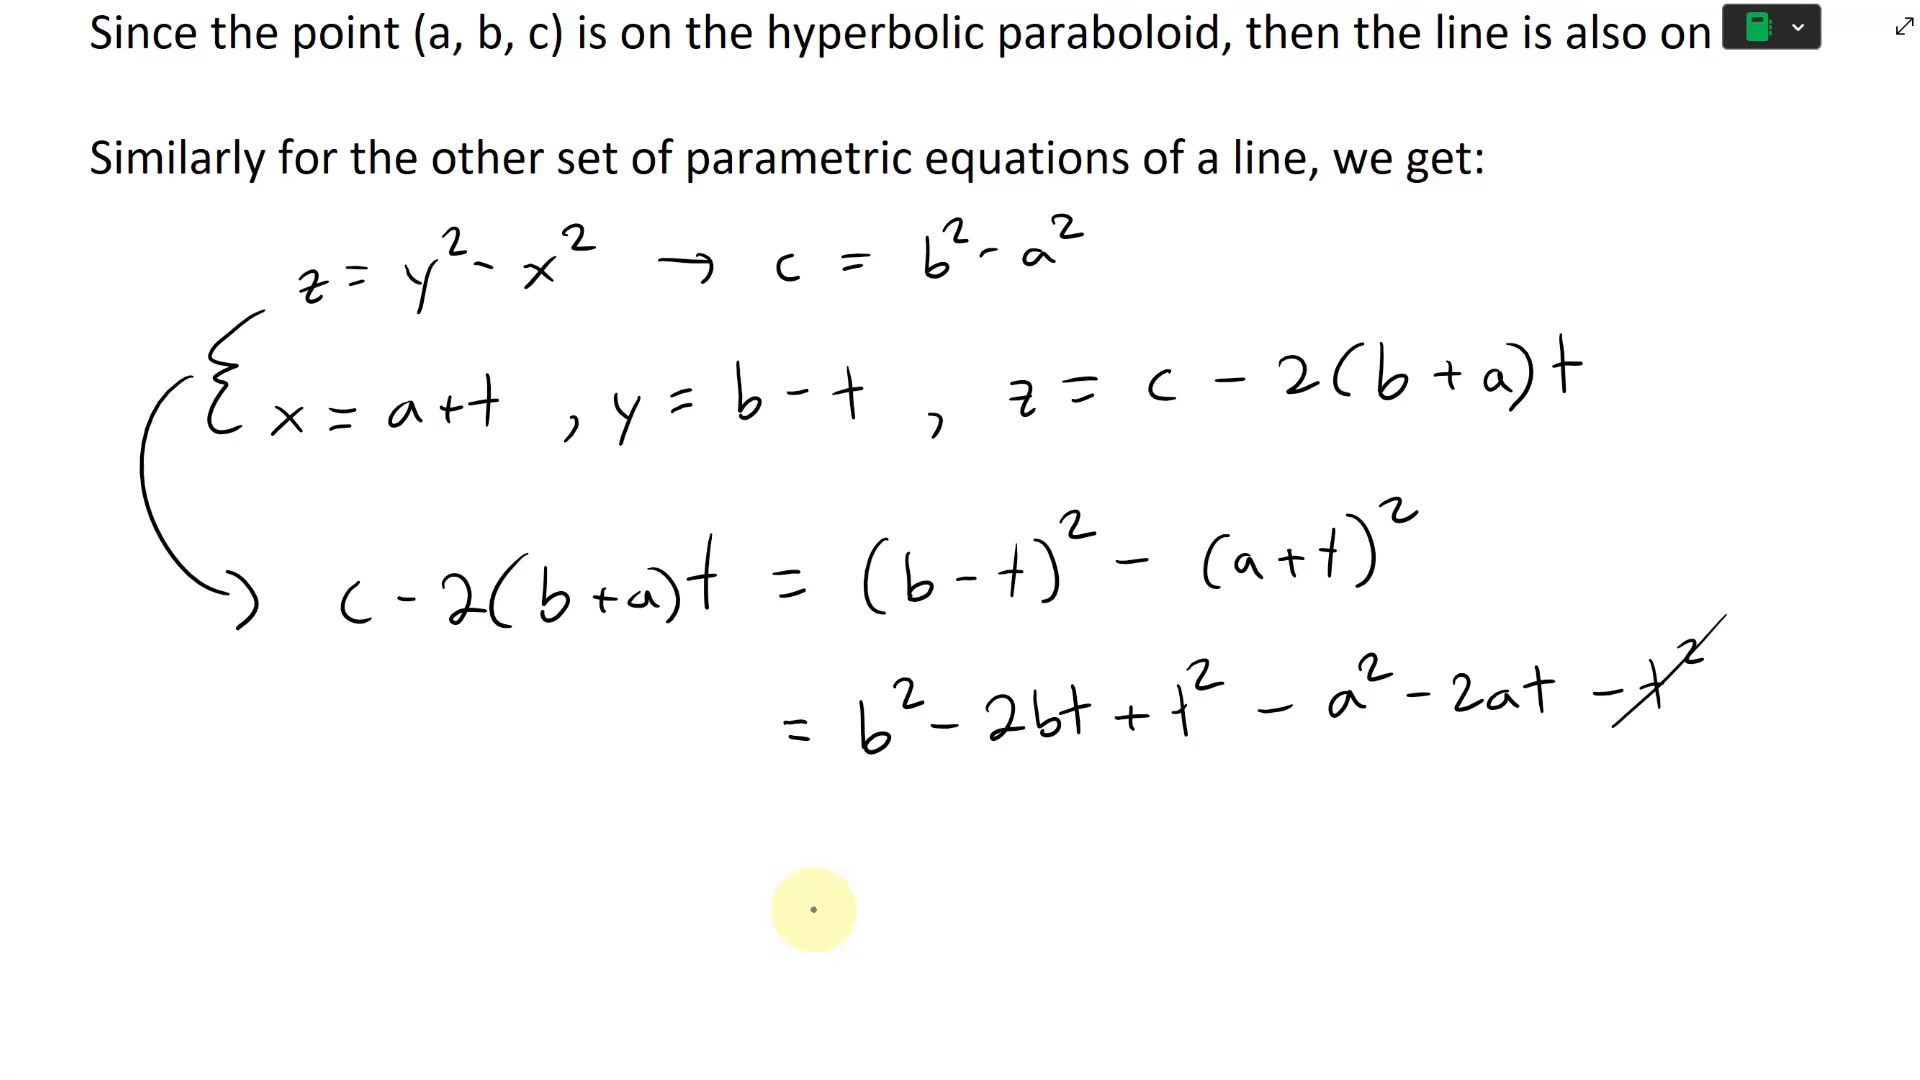 Since the point (a, b, c) is on the hyperbolic paraboloid, then the line is also on
Similarly for the other set of parametric equations of a line, we get:
z = y² - x² → c = b² - a²
{ x = a+t , y = b - t , z = c - 2(b + a)t
c - 2(b+a)t = (b - t)² - (a+t)²
= b² - 2bt + t² - a² - 2at - t²